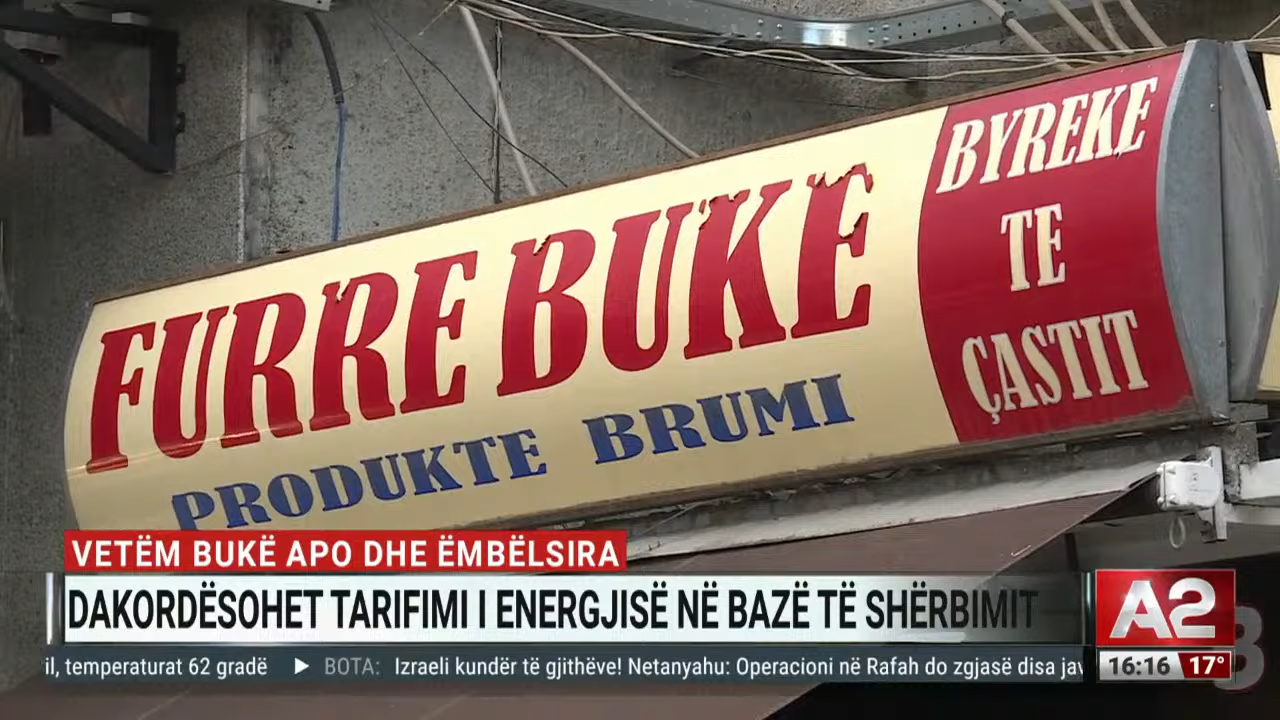 FURRE BUKE
PRODUKTE BRUMI
BYREKE
TE
ÇASTIT
VETËM BUKË APO DHE ËMBËLSIRA
DAKORDËSOHET TARIFIMI I ENERGJISË NË BAZË TË SHËRBIMIT
A2
il, temperaturat 62 gradë ▶ BOTA: Izraeli kundër të gjithëve! Netanyahu: Operacioni në Rafah do zgjasë disa jav
16:16 17°